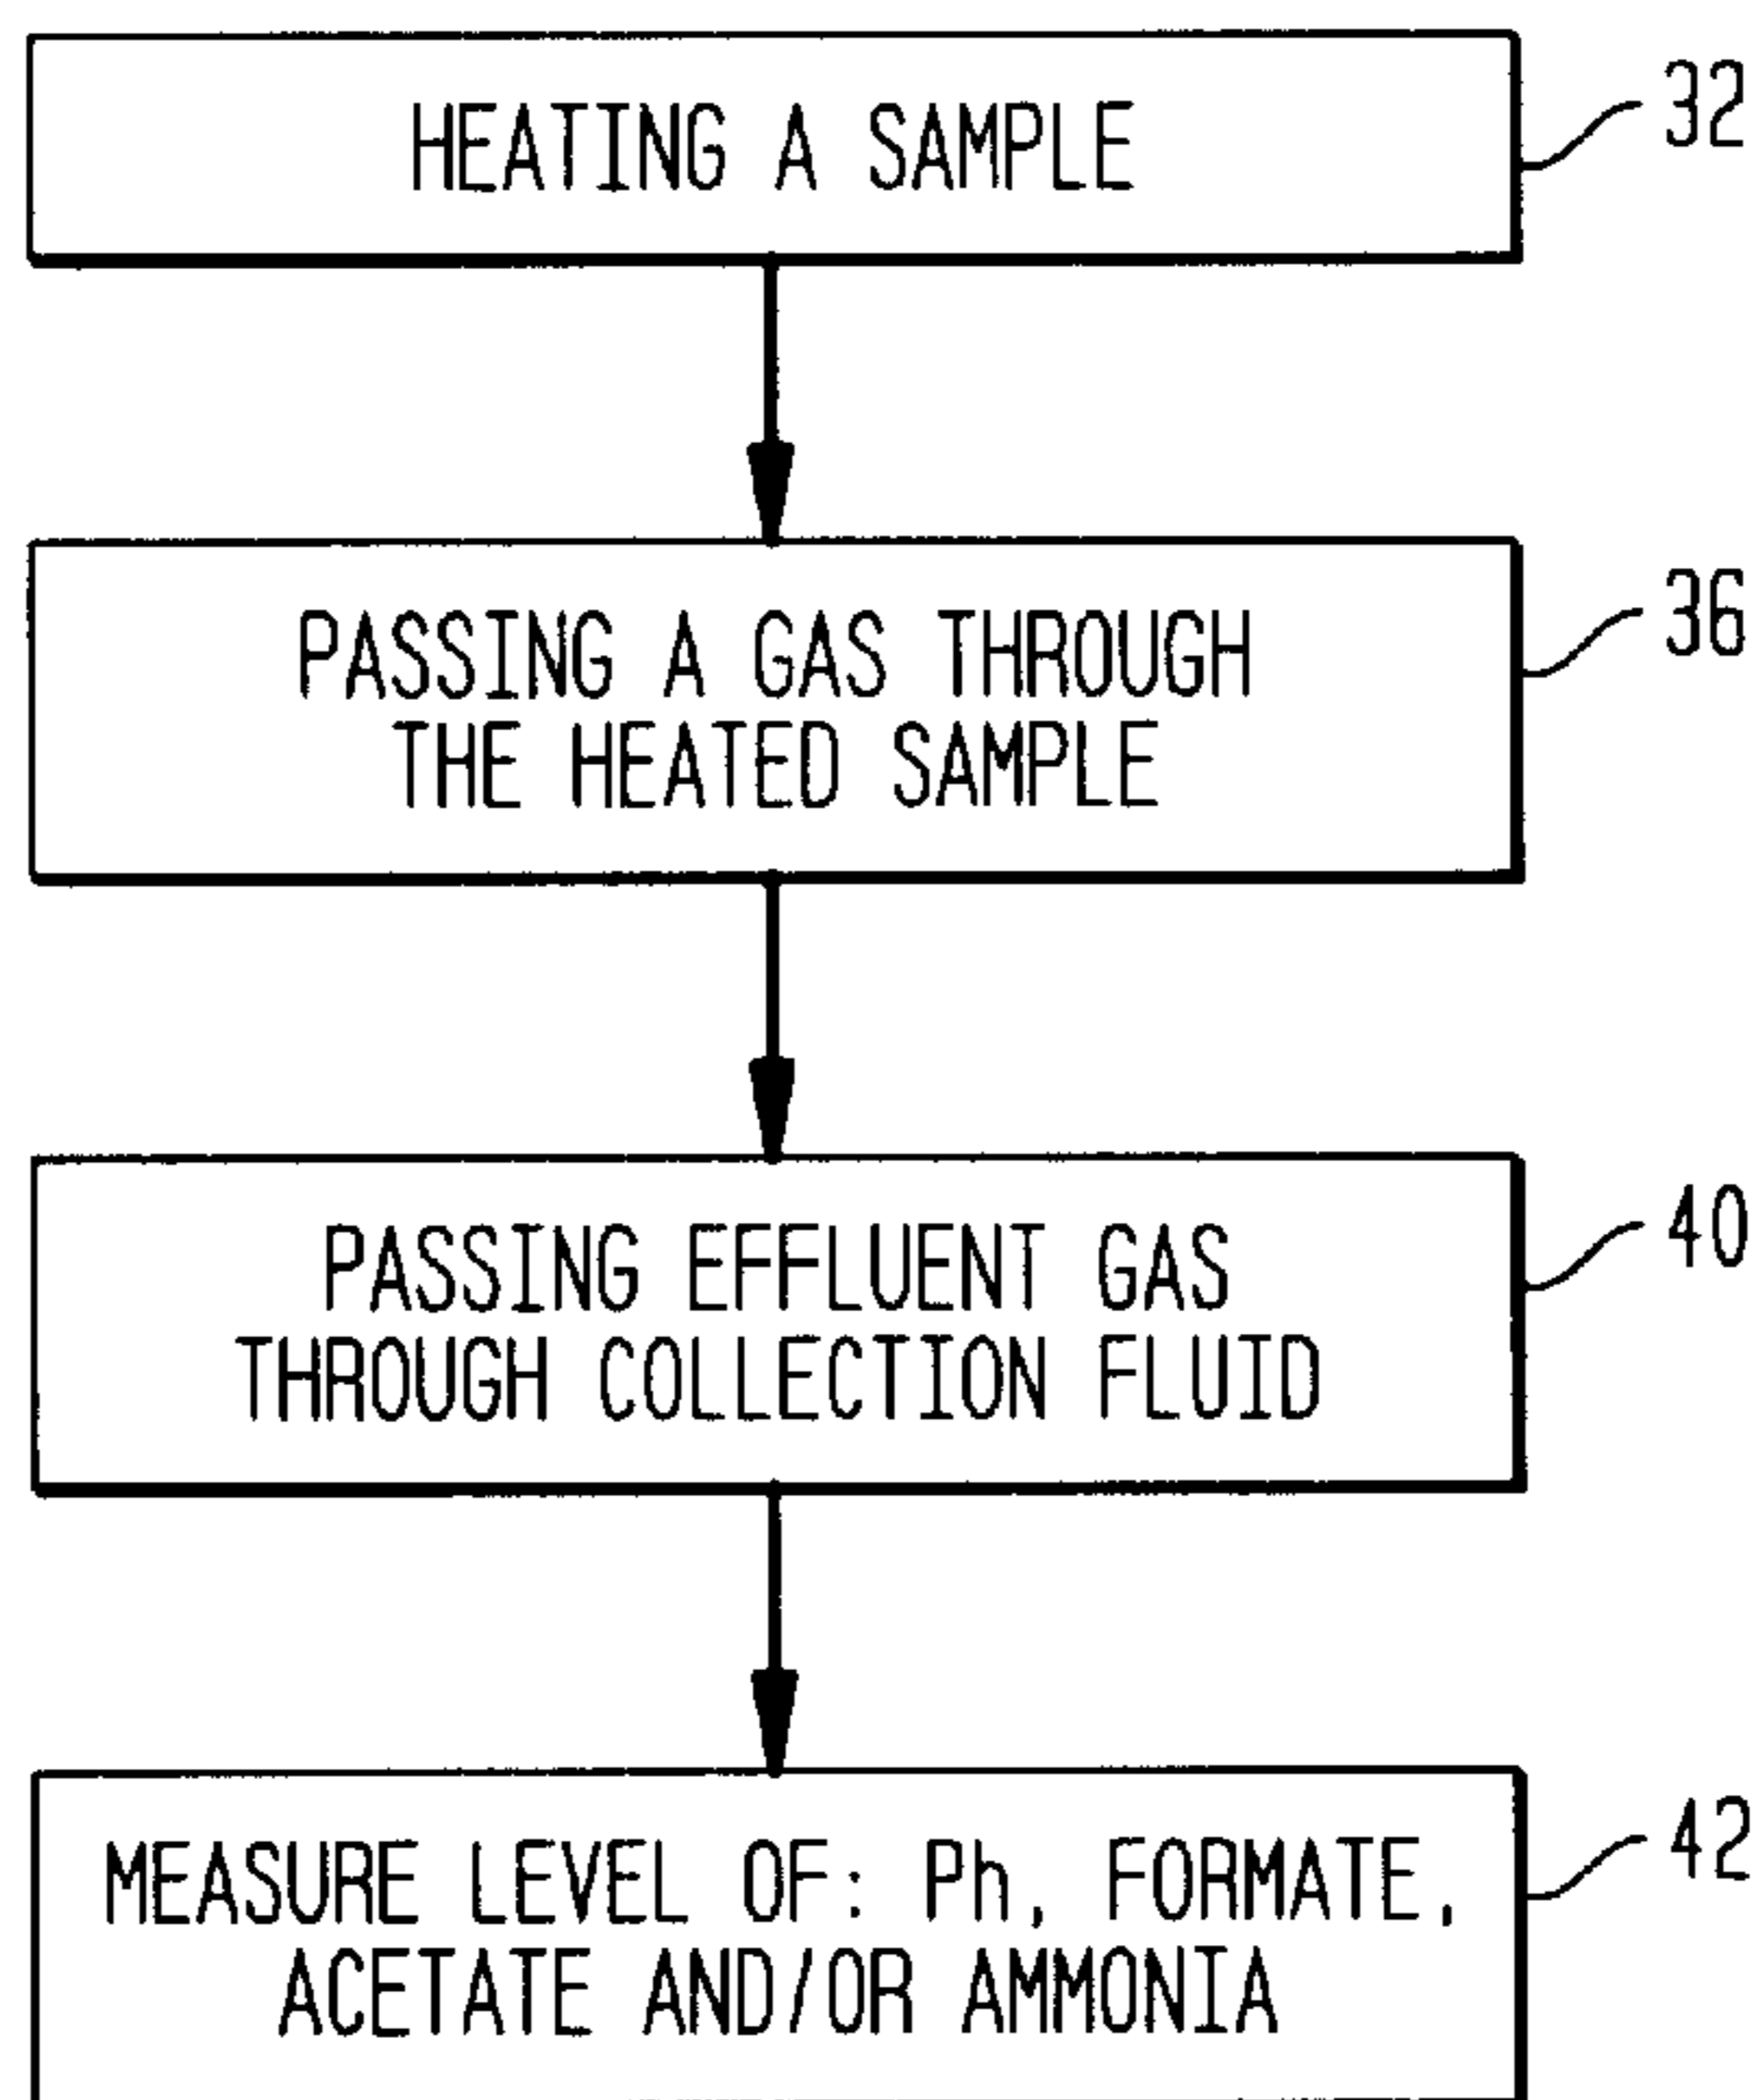 HEATING A SAMPLE
32
PASSING A GAS THROUGH
THE HEATED SAMPLE
36
PASSING EFFLUENT GAS
THROUGH COLLECTION FLUID
40
MEASURE LEVEL OF: Ph, FORMATE,
ACETATE AND/OR AMMONIA
42